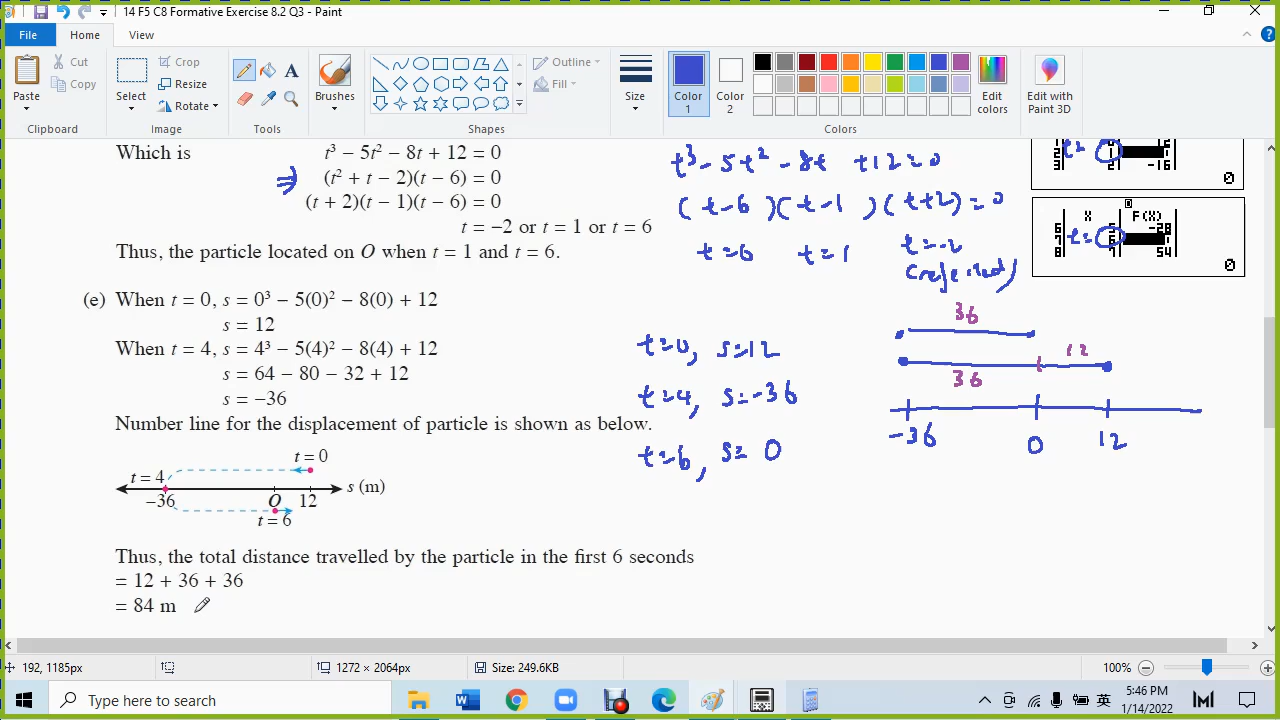 14 F5 C8 Formative Exercise 8.2 Q3 - Paint
File Home View
Cut
Copy
Paste
Clipboard
Select
Crop
Resize
Rotate
Image
A
Tools
Brushes
Outline
Fill
Shapes
Size
Color 1
Color 2
Colors
Edit colors
Edit with Paint 3D
Which is t³ − 5t² − 8t + 12 = 0
⇒ (t² + t − 2)(t − 6) = 0
(t + 2)(t − 1)(t − 6) = 0
t = −2 or t = 1 or t = 6
Thus, the particle located on O when t = 1 and t = 6.
(e) When t = 0, s = 0³ − 5(0)² − 8(0) + 12
s = 12
When t = 4, s = 4³ − 5(4)² − 8(4) + 12
s = 64 − 80 − 32 + 12
s = −36
Number line for the displacement of particle is shown as below.
t = 0
t = 4
s (m)
−36 O 12
t = 6
Thus, the total distance travelled by the particle in the first 6 seconds
= 12 + 36 + 36
= 84 m
t³ − 5t² − 8t + 12 = 0
(t−6)(t−1)(t+2) = 0
t=6 t=1 t=−2
(rejected)
t=0, s=12
t=4, s=−36
t=6, s=0
36
12
36
−36 0 12
-16
0
X F(X)
6 -28
t=
8 54
0
192, 1185px
1272 × 2064px
Size: 249.6KB
100%
Type here to search
英
5:46 PM
1/14/2022